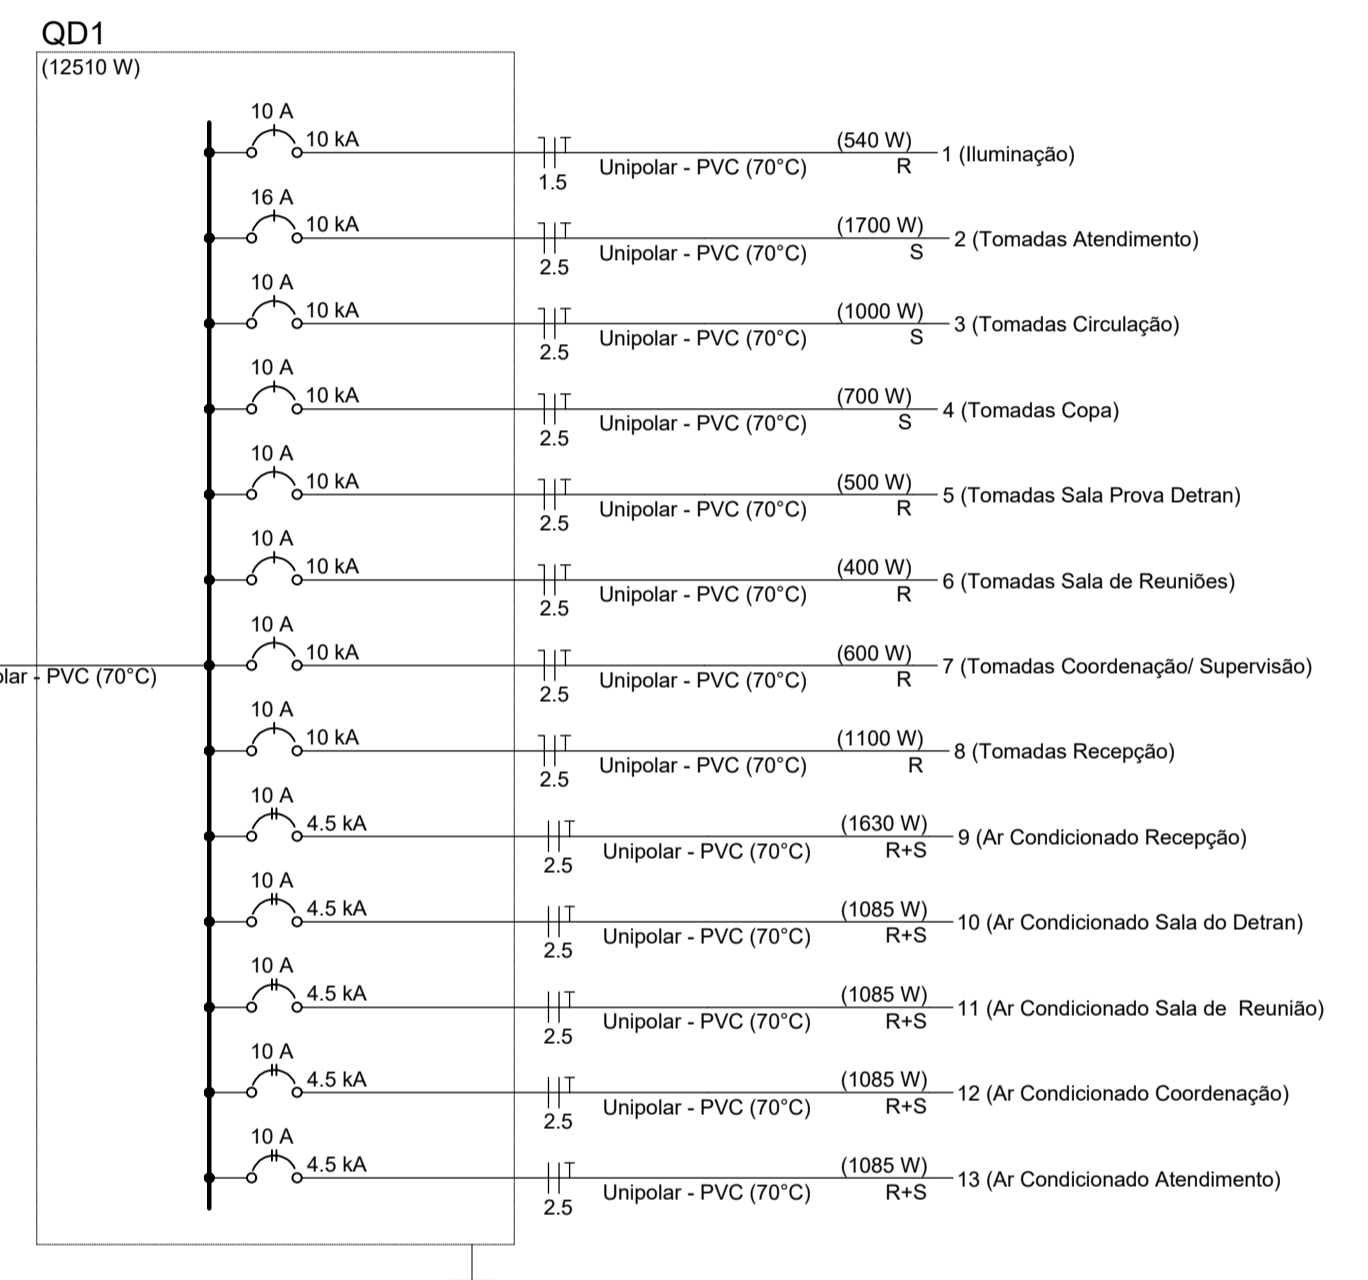 QD1
(12510 W)
10 A
10 kA
1.5
Unipolar - PVC (70°C)
(540 W)
R
1 (Iluminação)
16 A
10 kA
2.5
Unipolar - PVC (70°C)
(1700 W)
S
2 (Tomadas Atendimento)
10 A
10 kA
2.5
Unipolar - PVC (70°C)
(1000 W)
S
3 (Tomadas Circulação)
10 A
10 kA
2.5
Unipolar - PVC (70°C)
(700 W)
S
4 (Tomadas Copa)
10 A
10 kA
2.5
Unipolar - PVC (70°C)
(500 W)
R
5 (Tomadas Sala Prova Detran)
10 A
10 kA
2.5
Unipolar - PVC (70°C)
(400 W)
R
6 (Tomadas Sala de Reuniões)
10 A
10 kA
2.5
Unipolar - PVC (70°C)
(600 W)
R
7 (Tomadas Coordenação/ Supervisão)
lar - PVC (70°C)
10 A
10 kA
2.5
Unipolar - PVC (70°C)
(1100 W)
R
8 (Tomadas Recepção)
10 A
4.5 kA
2.5
Unipolar - PVC (70°C)
(1630 W)
R+S
9 (Ar Condicionado Recepção)
10 A
4.5 kA
2.5
Unipolar - PVC (70°C)
(1085 W)
R+S
10 (Ar Condicionado Sala do Detran)
10 A
4.5 kA
2.5
Unipolar - PVC (70°C)
(1085 W)
R+S
11 (Ar Condicionado Sala de  Reunião)
10 A
4.5 kA
2.5
Unipolar - PVC (70°C)
(1085 W)
R+S
12 (Ar Condicionado Coordenação)
10 A
4.5 kA
2.5
Unipolar - PVC (70°C)
(1085 W)
R+S
13 (Ar Condicionado Atendimento)